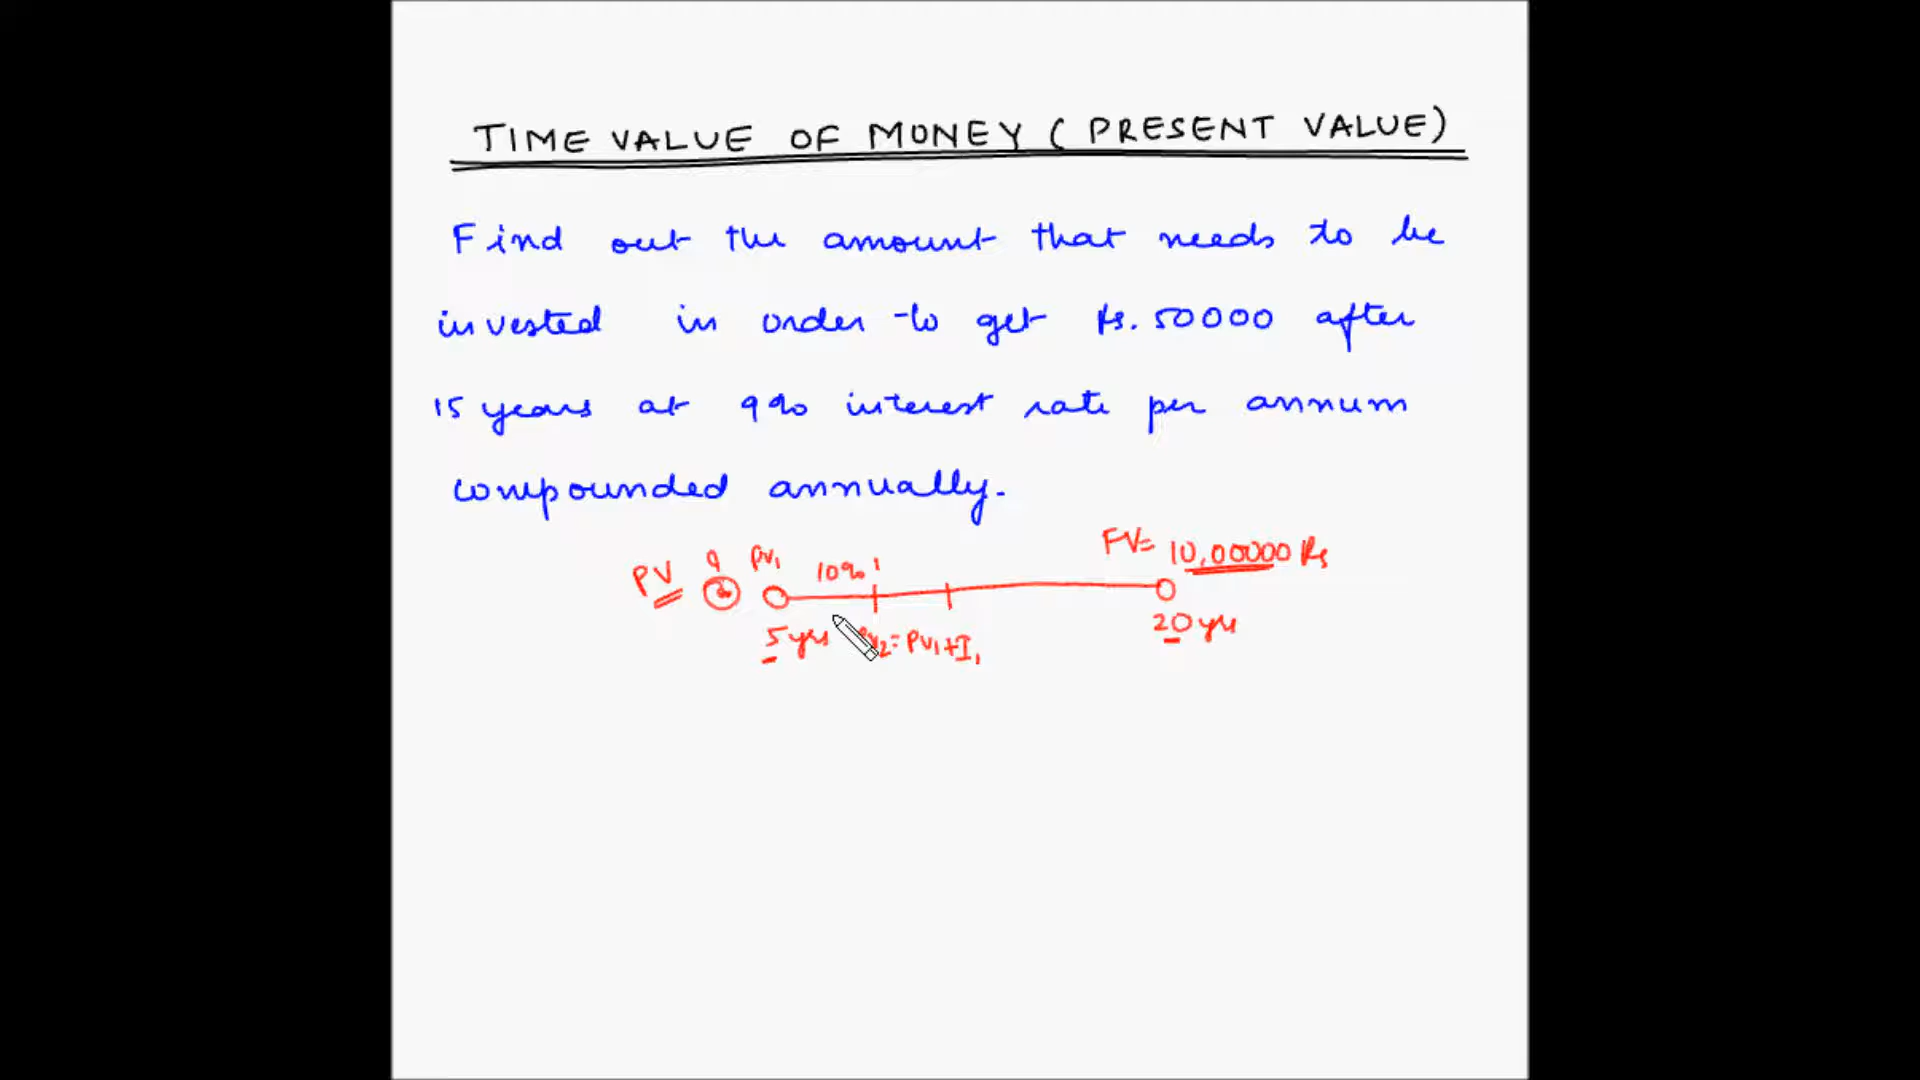 TIME VALUE OF MONEY (PRESENT VALUE)
Find out the amount that needs to be
invested in order to get Rs. 50000 after
15 years at 9% interest rate per annum
compounded annually.
PV PV₁ 10% 1 FV= 10,00000 Rs
5 yrs = PV₁+I₁ 20 yrs